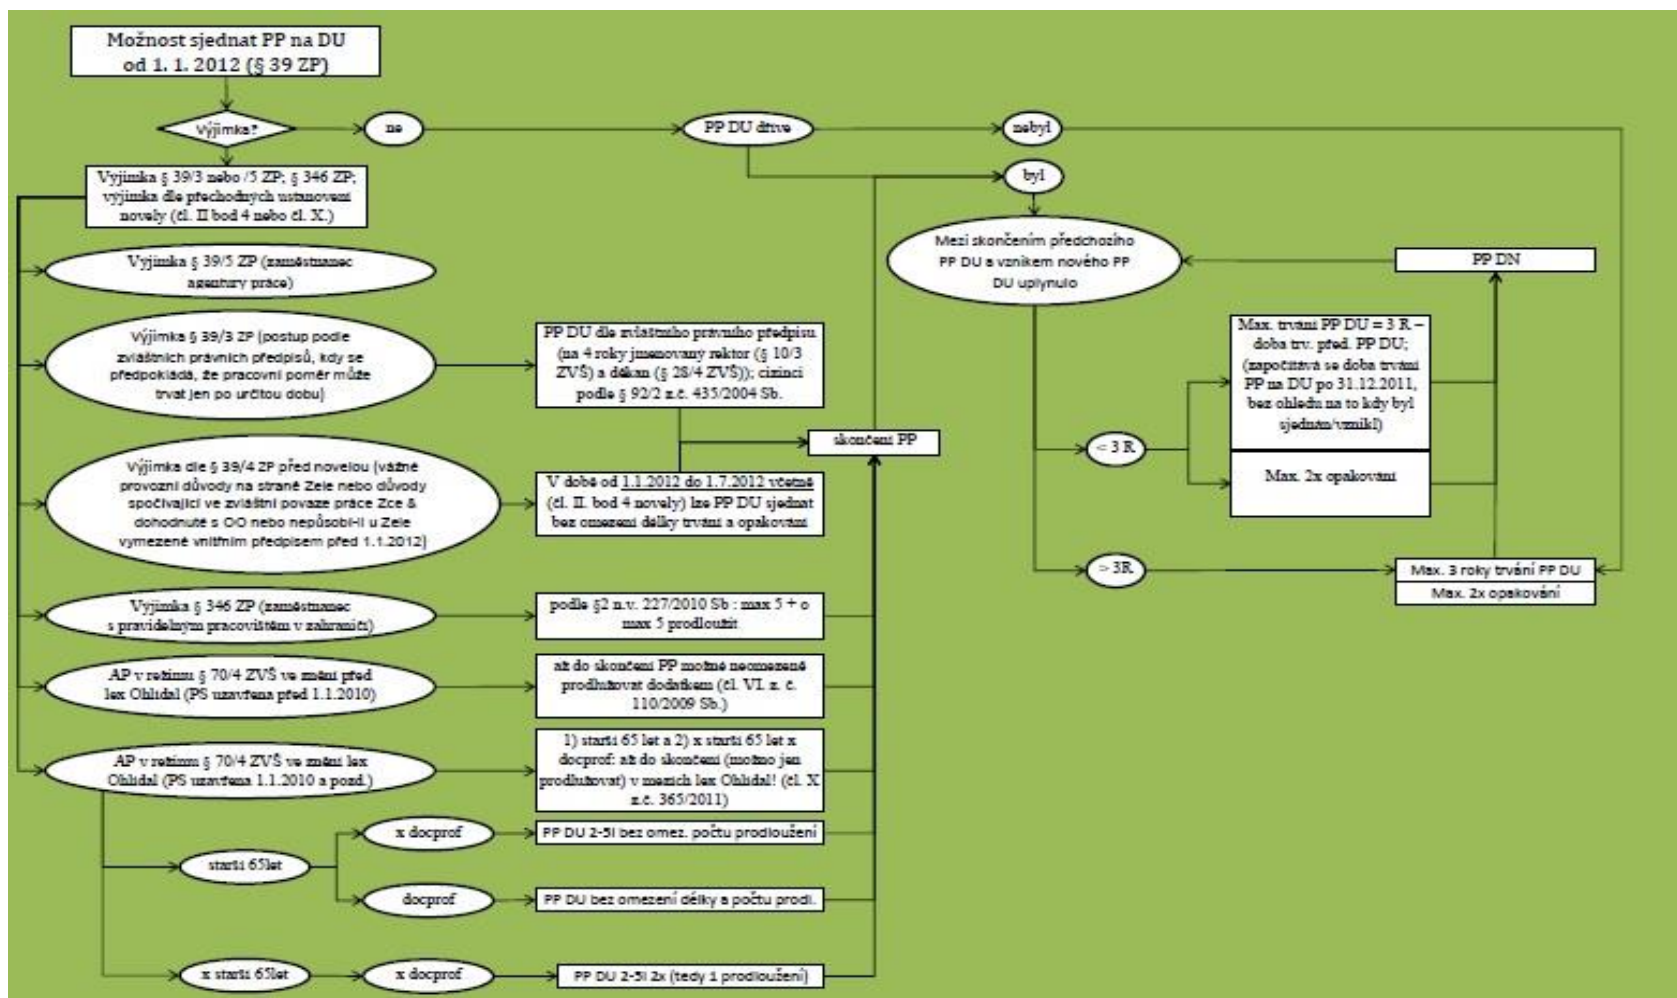 Možnost sjednat PP na DU
od 1. 1. 2012 (§ 39 ZP)
Výjimka?
ne
PP DU dříve
nebyl
byl
Vyjimka § 39/3 nebo /5 ZP; § 346 ZP;
výjimka dle přechodných ustanovení
novely (čl. II bod 4 nebo čl. X.)
Vyjimka § 39/5 ZP (zaměstnanec
agentury práce)
Výjimka § 39/3 ZP (postup podle
zvláštních právních předpisů, kdy se
předpokládá, že pracovní poměr může
trvat jen po určitou dobu)
PP DU dle zvláštního právního předpisu
(na 4 roky jmenovaný rektor (§ 10/3
ZVŠ) a děkan (§ 28/4 ZVŠ)); cizinci
podle § 92/2 z.č. 435/2004 Sb.
skončení PP
Výjimka dle § 39/4 ZP před novelou (vážné
provozní důvody na straně Zele nebo důvody
spočívající ve zvláštní povaze práce Zce &
dohodnuté s OO nebo nepůsobí-li u Zele
vymezené vnitřním předpisem před 1.1.2012)
V době od 1.1.2012 do 1.7.2012 včetně
(čl. II. bod 4 novely) lze PP DU sjednat
bez omezení délky trvání a opakování
Vyjimka § 346 ZP (zaměstnanec
s pravidelným pracovištěm v zahraničí)
podle §2 n.v. 227/2010 Sb : max 5 + o
max 5 prodloužit
AP v režimu § 70/4 ZVŠ ve znění před
lex Ohlídal (PS uzavřena před 1.1.2010)
až do skončení PP možné neomezeně
prodlužovat dodatkem (čl. VI. z. č.
110/2009 Sb.)
AP v režimu § 70/4 ZVŠ ve znění lex
Ohlídal (PS uzavřena 1.1.2010 a pozd.)
1) starší 65 let a 2) x starší 65 let x
docprof: až do skončení (možno jen
prodlužovat) v mezích lex Ohlídal! (čl. X
z.č. 365/2011)
starší 65let
x docprof
PP DU 2-5l bez omez. počtu prodloužení
docprof
PP DU bez omezení délky a počtu prodl.
x starší 65let
x docprof
PP DU 2-5l 2x (tedy 1 prodloužení)
Mezi skončením předchozího
PP DU a vznikem nového PP
DU uplynulo
PP DN
< 3 R
Max. trvání PP DU = 3 R –
doba trv. před. PP DU;
(započítává se doba trvání
PP na DU po 31.12.2011,
bez ohledu na to kdy byl
sjednán/vznikl)
Max. 2x opakování
> 3R
Max. 3 roky trvání PP DU
Max. 2x opakování